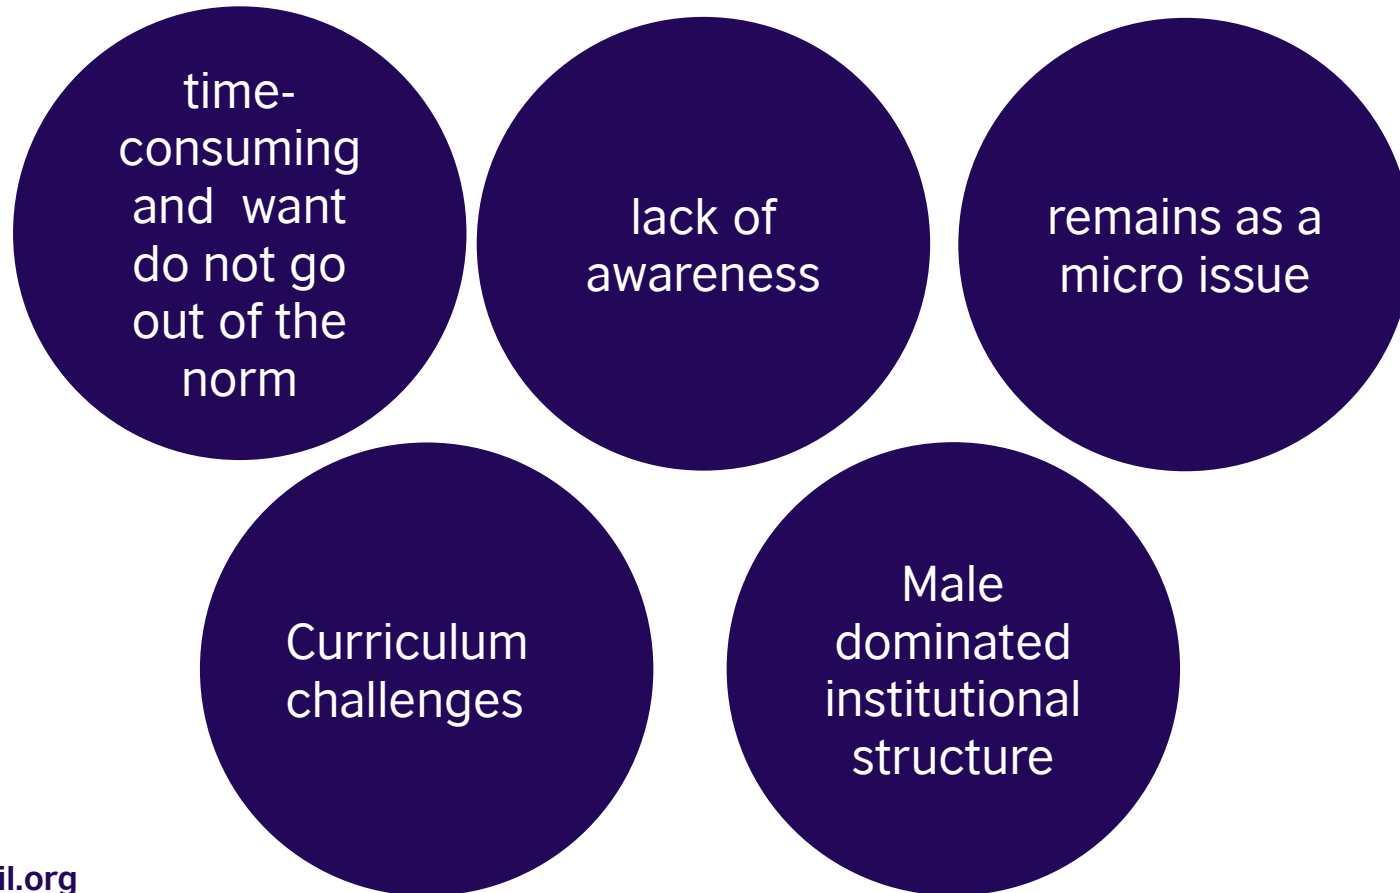 time-
consuming
and  want
do not go
out of the
norm
lack of
awareness
remains as a
micro issue
Curriculum
challenges
Male
dominated
institutional
structure
il.org